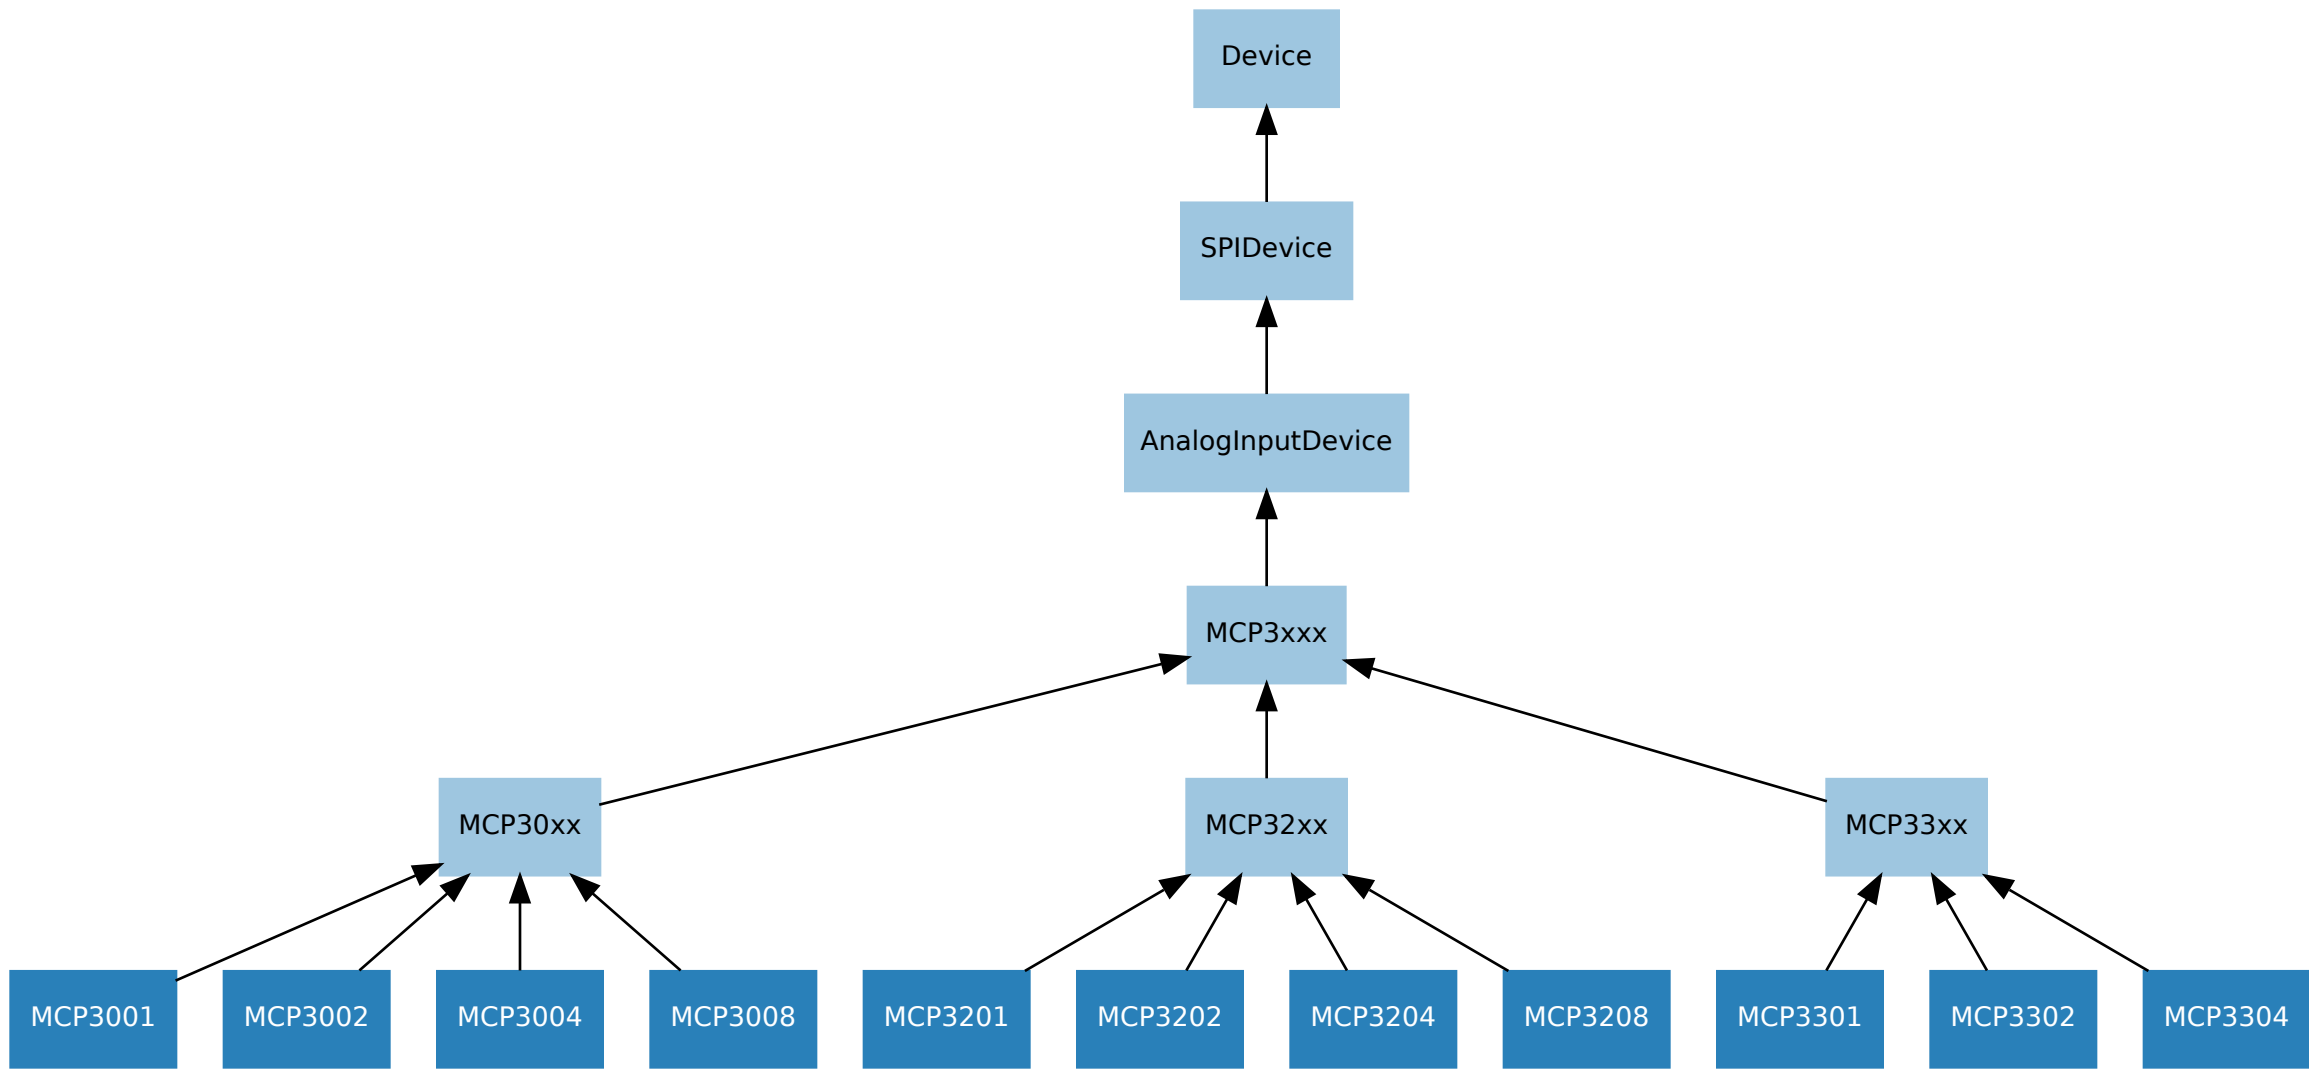 Device
SPIDevice
AnalogInputDevice
MCP3xxx
MCP30xx
MCP32xx
MCP33xx
MCP3001
MCP3002
MCP3004
MCP3008
MCP3201
MCP3202
MCP3204
MCP3208
MCP3301
MCP3302
MCP3304